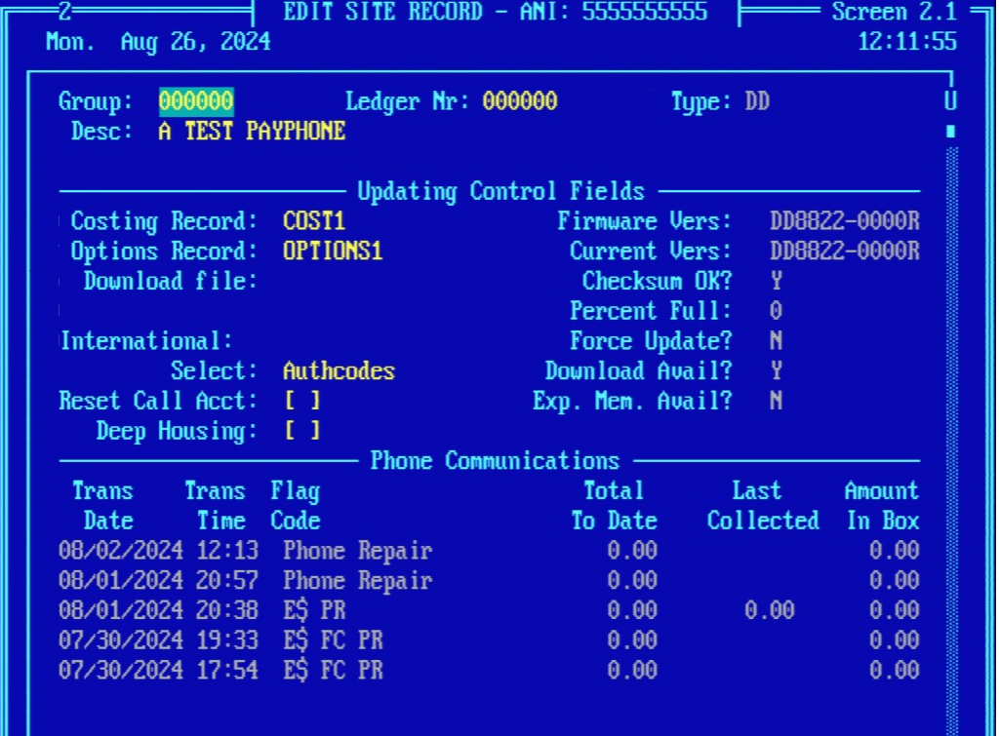 2 EDIT SITE RECORD - ANI: 5555555555 Screen 2.1
Mon. Aug 26, 2024 12:11:55
Group: 000000 Ledger Nr: 000000 Type: DD U
Desc: A TEST PAYPHONE
Updating Control Fields
Costing Record: COST1 Firmware Vers: DD8822-0000R
Options Record: OPTIONS1 Current Vers: DD8822-0000R
Download file: Checksum OK? Y
Percent Full: 0
International: Force Update? N
Select: Authcodes Download Avail? Y
Reset Call Acct: [ ] Exp. Mem. Avail? N
Deep Housing: [ ]
Phone Communications
Trans Trans Flag Total Last Amount
Date Time Code To Date Collected In Box
08/02/2024 12:13 Phone Repair 0.00 0.00
08/01/2024 20:57 Phone Repair 0.00 0.00
08/01/2024 20:38 E$ PR 0.00 0.00 0.00
07/30/2024 19:33 E$ FC PR 0.00 0.00
07/30/2024 17:54 E$ FC PR 0.00 0.00